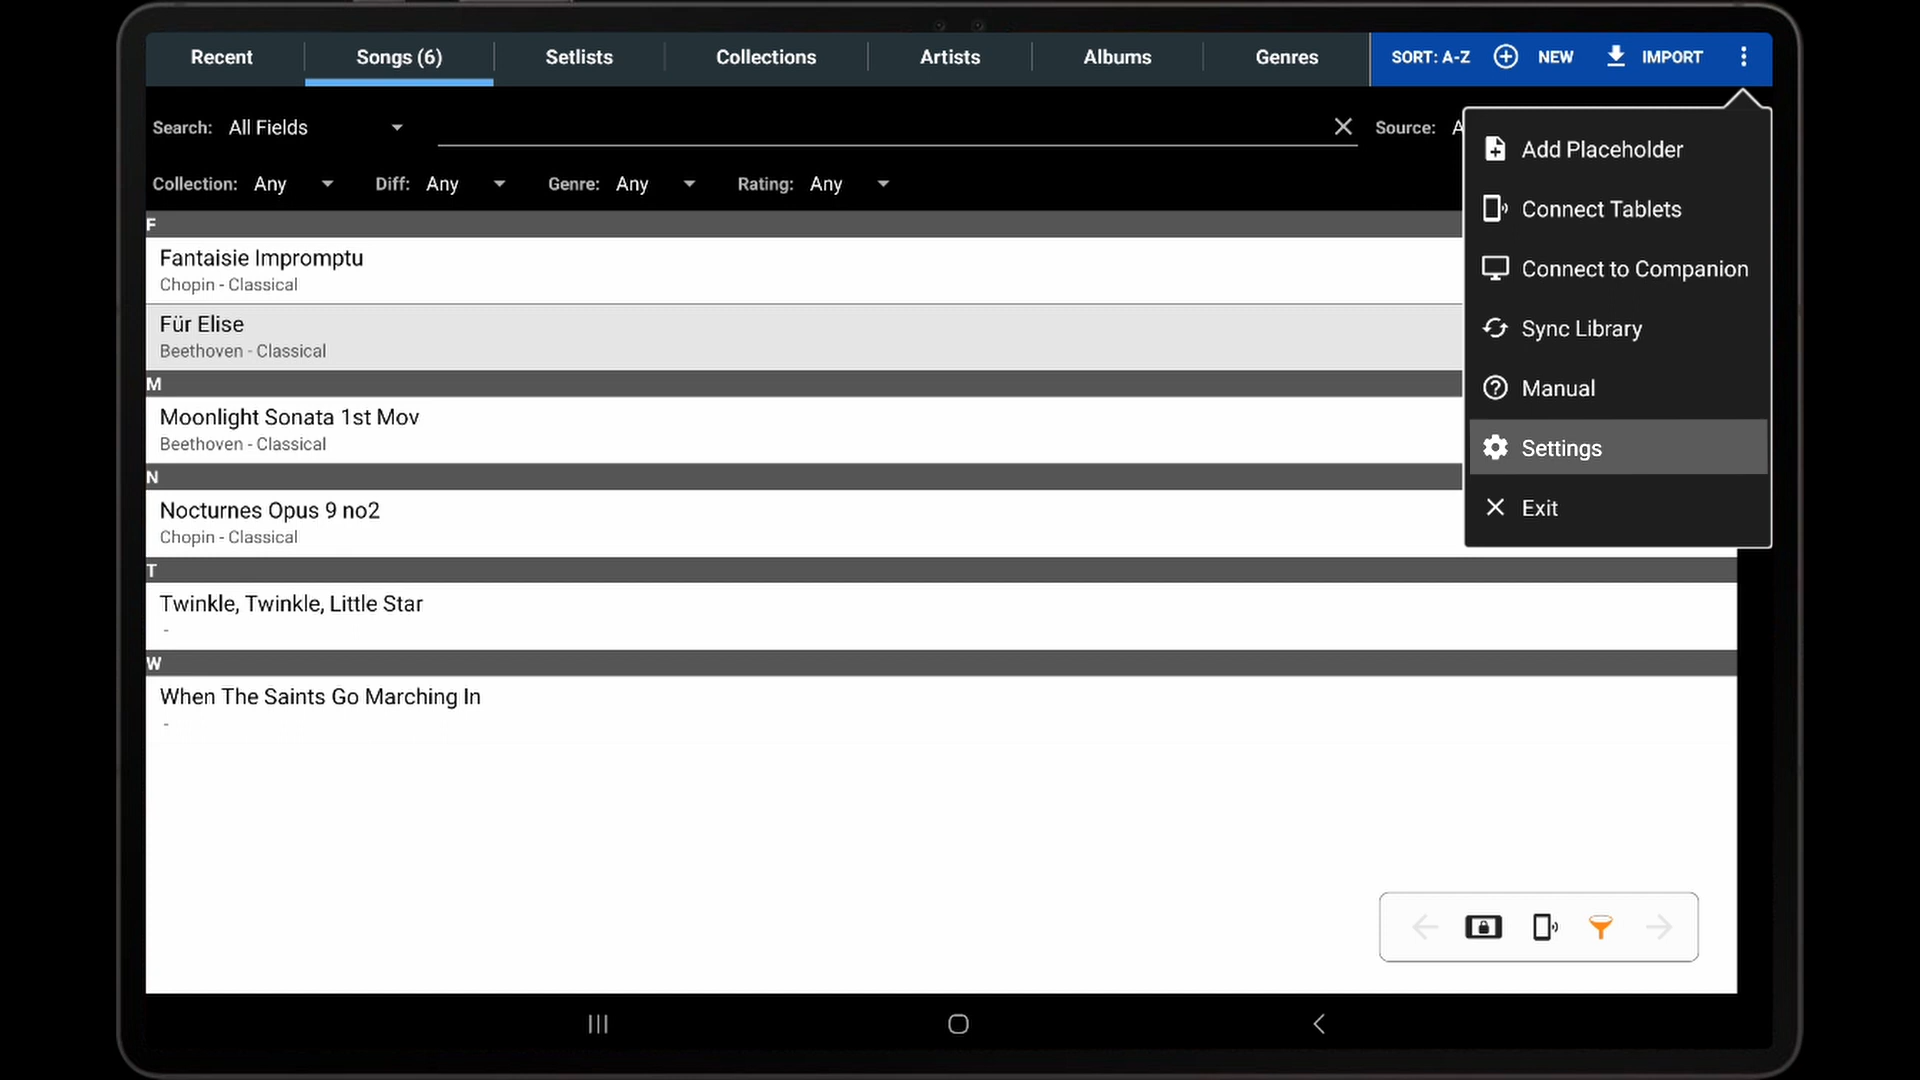 Recent
Songs (6)
Setlists
Collections
Artists
Albums
Genres
SORT: A-Z
NEW
IMPORT
Search:
All Fields
Source:
A
Collection:
Any
Diff:
Any
Genre:
Any
Rating:
Any
F
Fantaisie Impromptu
Chopin - Classical
Für Elise
Beethoven - Classical
M
Moonlight Sonata 1st Mov
Beethoven - Classical
N
Nocturnes Opus 9 no2
Chopin - Classical
T
Twinkle, Twinkle, Little Star
-
W
When The Saints Go Marching In
-
Add Placeholder
Connect Tablets
Connect to Companion
Sync Library
Manual
Settings
Exit